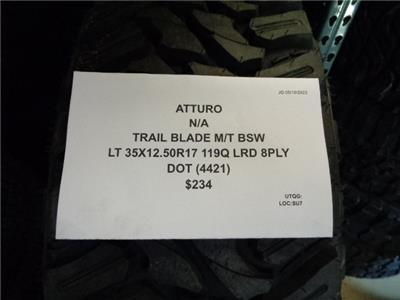 JG 05/18/2023
ATTURO
N/A
TRAIL BLADE M/T BSW
LT 35X12.50R17 119Q LRD 8PLY
DOT (4421)
$234
UTQG:
LOC:SU7